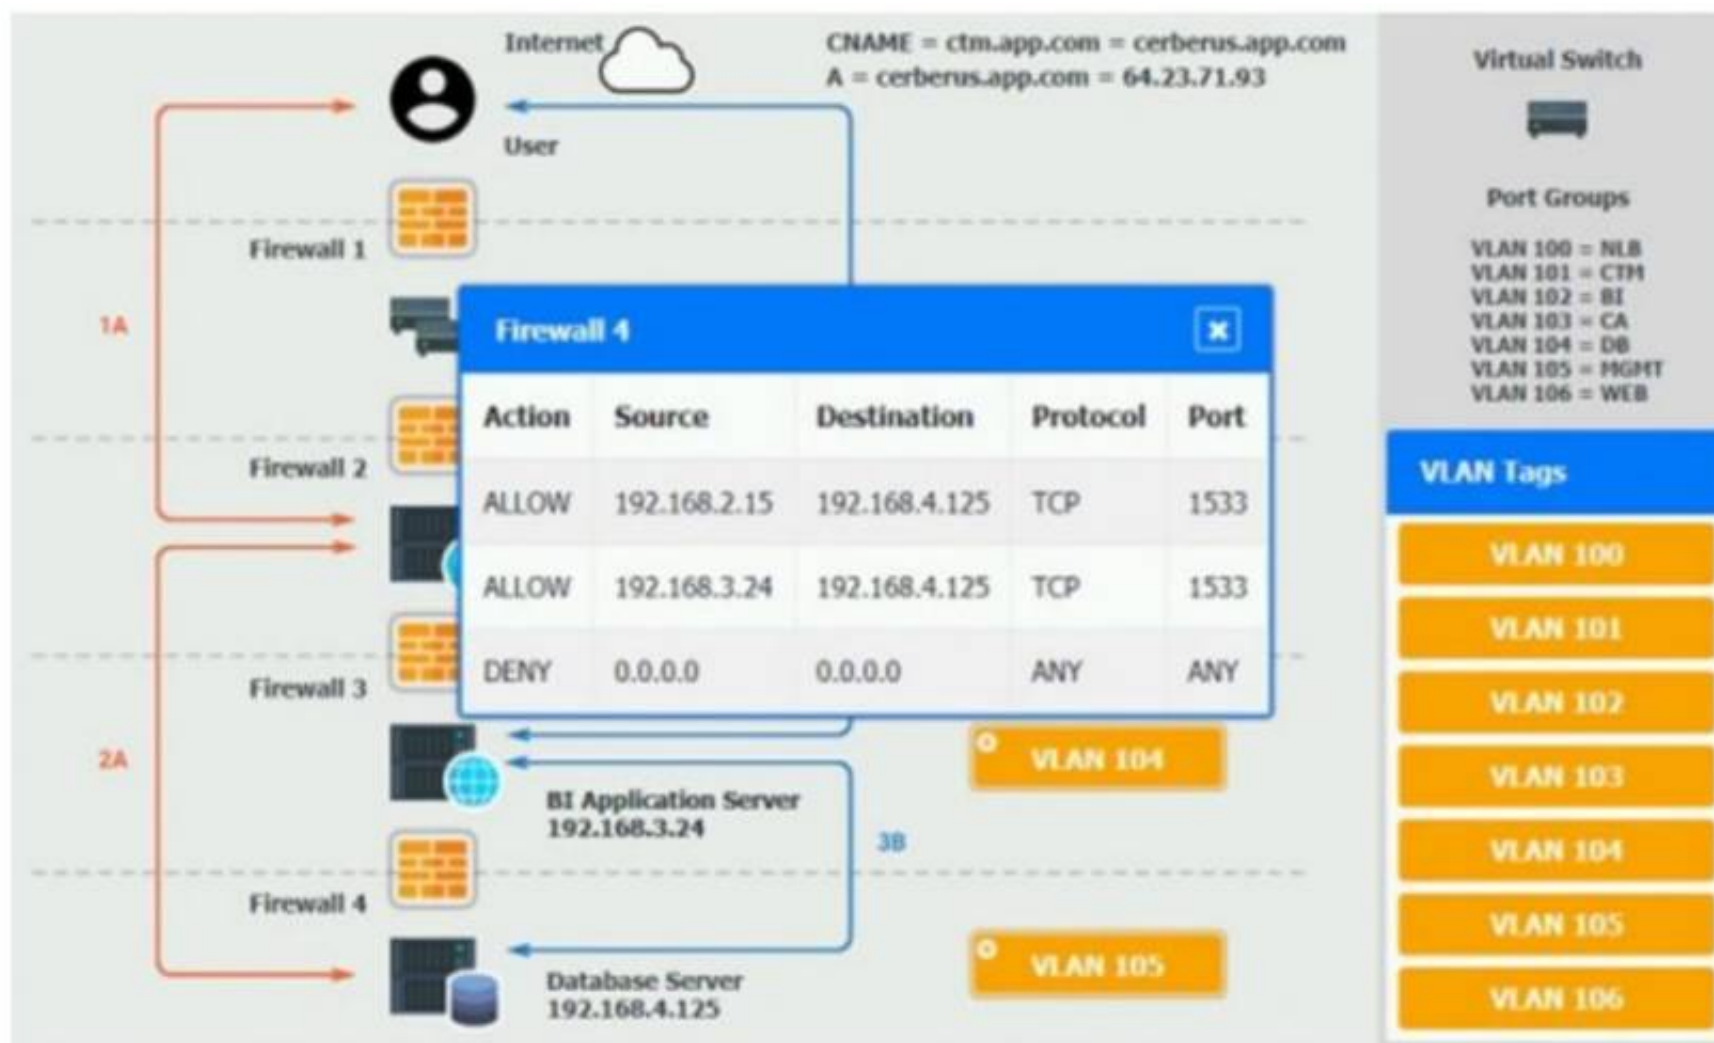 Internet
CNAME = ctm.app.com = cerberus.app.com
A = cerberus.app.com = 64.23.71.93
User
Firewall 1
1A
Firewall 2
Firewall 3
2A
BI Application Server
192.168.3.24
3B
Firewall 4
Database Server
192.168.4.125
Firewall 4
Action Source Destination Protocol Port
ALLOW 192.168.2.15 192.168.4.125 TCP 1533
ALLOW 192.168.3.24 192.168.4.125 TCP 1533
DENY 0.0.0.0 0.0.0.0 ANY ANY
VLAN 104
VLAN 105
Virtual Switch
Port Groups
VLAN 100 = NLB
VLAN 101 = CTM
VLAN 102 = BI
VLAN 103 = CA
VLAN 104 = DB
VLAN 105 = MGMT
VLAN 106 = WEB
VLAN Tags
VLAN 100
VLAN 101
VLAN 102
VLAN 103
VLAN 104
VLAN 105
VLAN 106